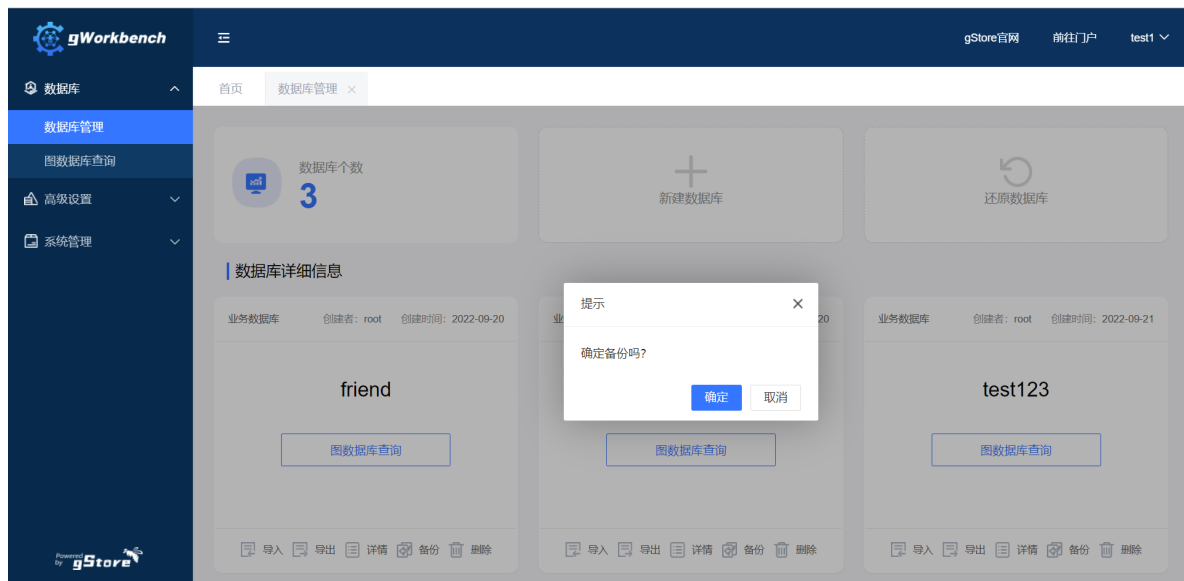 gWorkbench
gStore官网 前往门户 test1
数据库
首页 数据库管理
数据库管理
图数据库查询
高级设置
系统管理
数据库个数
3
新建数据库
还原数据库
数据库详细信息
业务数据库 创建者：root 创建时间：2022-09-20
friend
图数据库查询
导入 导出 详情 备份 删除
业
20
提示
确定备份吗?
确定 取消
图数据库查询
导入 导出 详情 备份 删除
业务数据库 创建者：root 创建时间：2022-09-21
test123
图数据库查询
导入 导出 详情 备份 删除
Powered by gStore